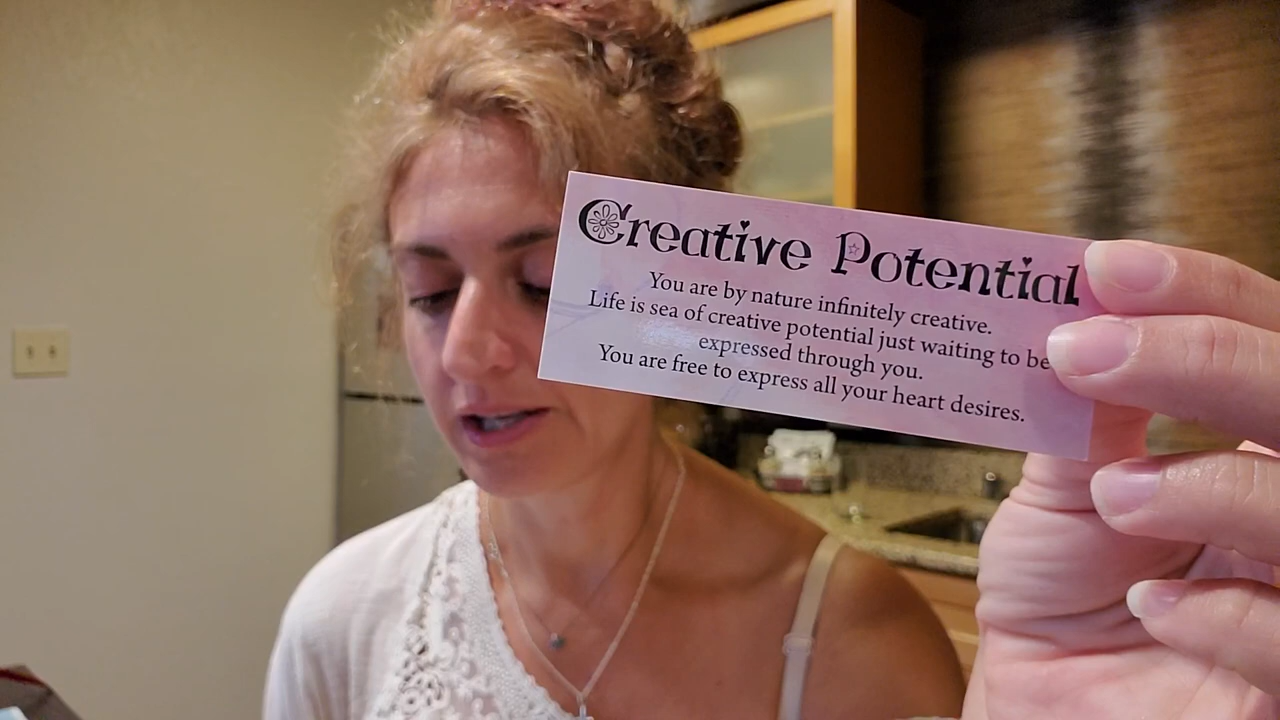 Creative Potential
You are by nature infinitely creative.
Life is sea of creative potential just waiting to be
expressed through you.
You are free to express all your heart desires.